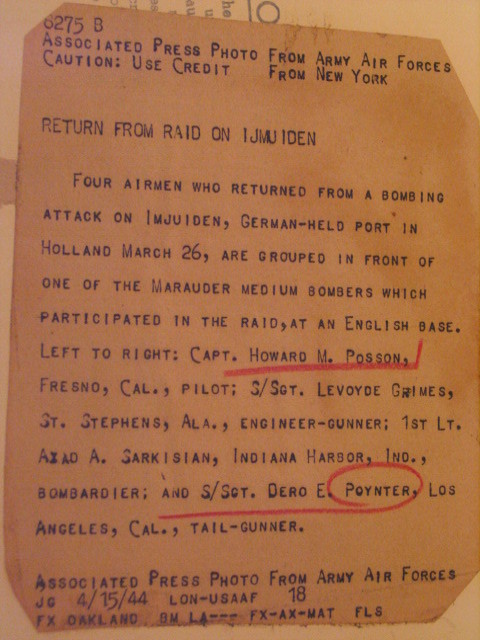 6275 B
ASSOCIATED PRESS PHOTO FROM ARMY AIR FORCES
CAUTION: USE CREDIT FROM NEW YORK
RETURN FROM RAID ON IJMUIDEN
FOUR AIRMEN WHO RETURNED FROM A BOMBING
ATTACK ON IMJUIDEN, GERMAN-HELD PORT IN
HOLLAND MARCH 26, ARE GROUPED IN FRONT OF
ONE OF THE MARAUDER MEDIUM BOMBERS WHICH
PARTICIPATED IN THE RAID, AT AN ENGLISH BASE.
LEFT TO RIGHT: CAPT. HOWARD M. POSSON,
FRESNO, CAL., PILOT; S/SGT. LEVOYDE GRIMES,
ST. STEPHENS, ALA., ENGINEER-GUNNER; 1ST LT.
AZAD A. SARKISIAN, INDIANA HARBOR, IND.,
BOMBARDIER; AND S/SGT. DERO E. POYNTER, LOS
ANGELES, CAL., TAIL-GUNNER.
ASSOCIATED PRESS PHOTO FROM ARMY AIR FORCES
JG 4/15/44 LON-USAAF 18
FX OAKLAND BM LA--- FX-AX-MAT FLS